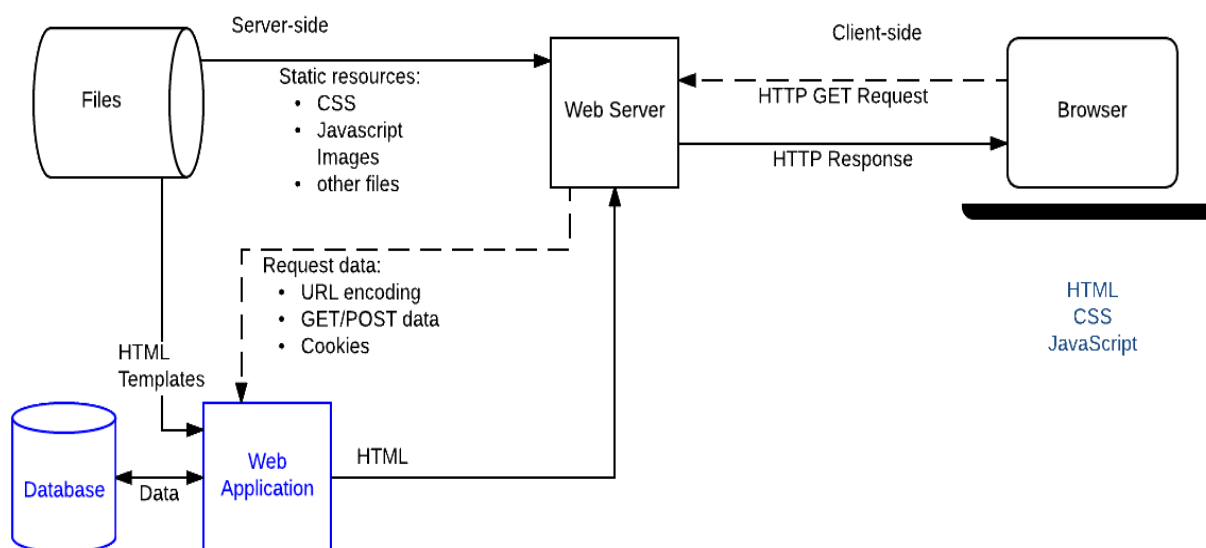 Server-side
Client-side
Files
Static resources:
• CSS
• Javascript
Images
• other files
Web Server
HTTP GET Request
HTTP Response
Browser
Request data:
• URL encoding
• GET/POST data
• Cookies
HTML
CSS
JavaScript
HTML
Templates
Database
Data
Web
Application
HTML